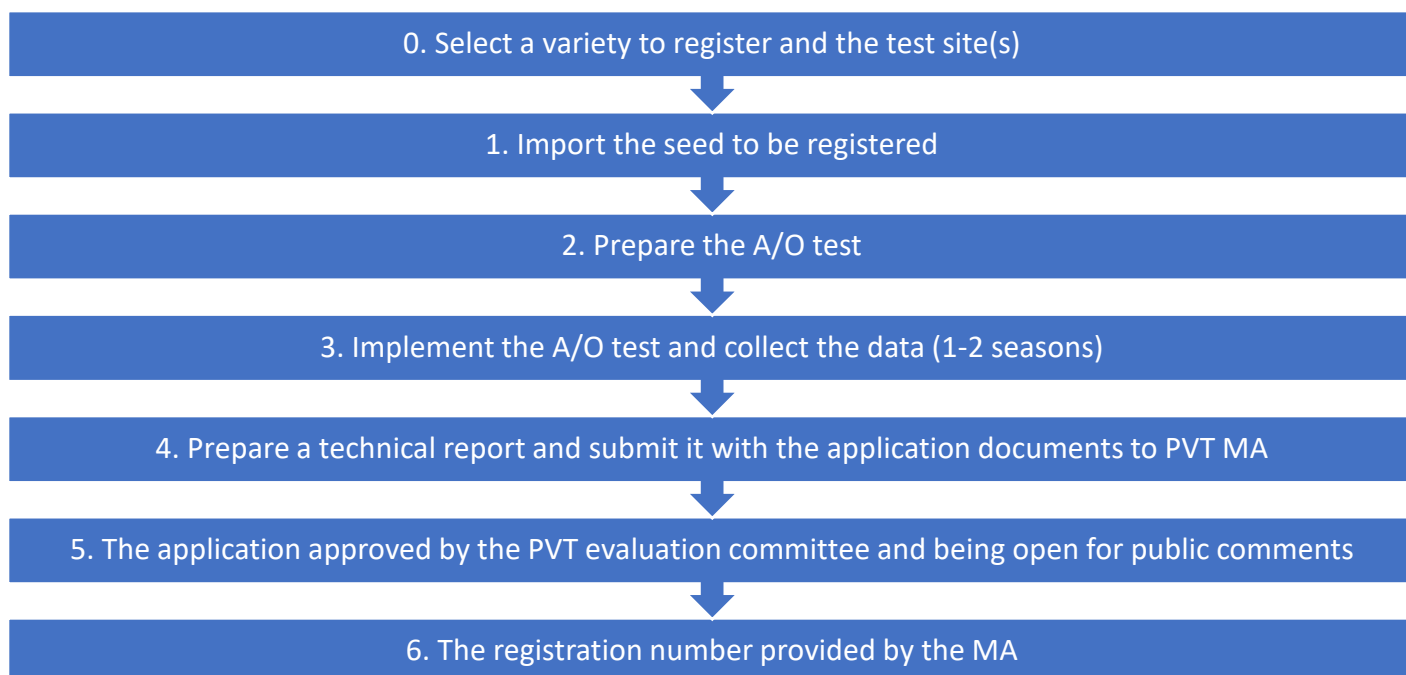 0. Select a variety to register and the test site(s)
1. Import the seed to be registered
2. Prepare the A/O test
3. Implement the A/O test and collect the data (1-2 seasons)
4. Prepare a technical report and submit it with the application documents to PVT MA
5. The application approved by the PVT evaluation committee and being open for public comments
6. The registration number provided by the MA